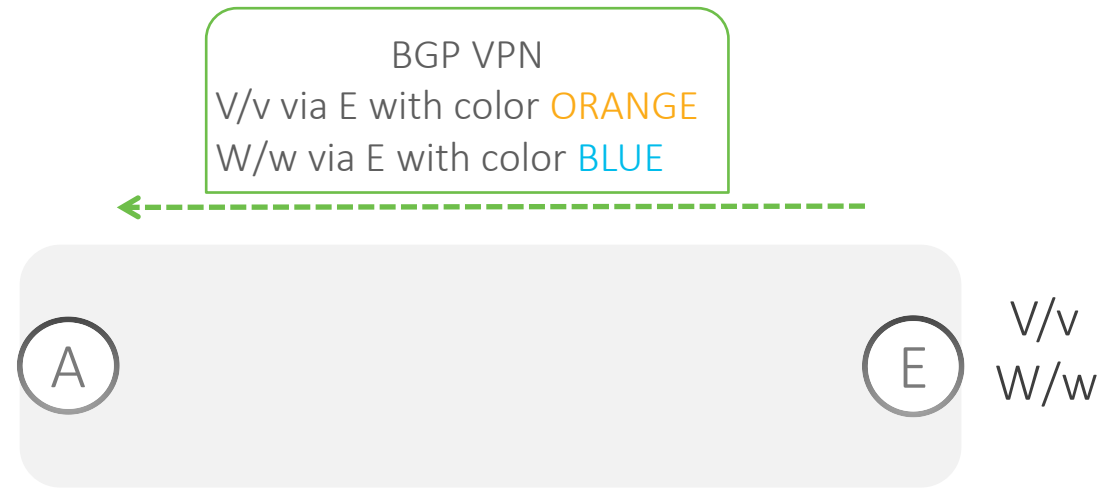 BGP VPN
V/v via E with color ORANGE
W/w via E with color BLUE
A
E
V/v
W/w